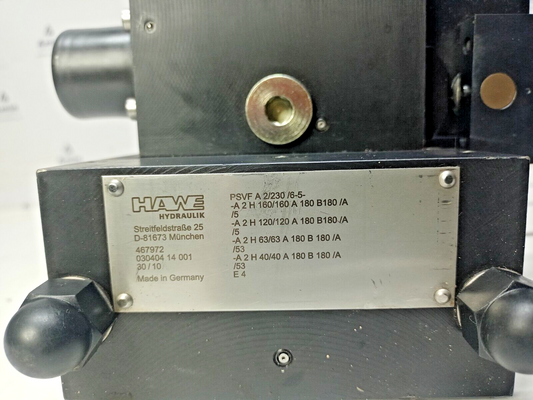 HAWE
HYDRAULIK
Streitfeldstraße 25
D-81673 München
467972
030404 14 001
30 / 10
Made in Germany
PSVF A 2/230 /6-5-
-A 2 H 160/160 A 180 B180 /A
/5
-A 2 H 120/120 A 180 B180 /A
/5
-A 2 H 63/63 A 180 B 180 /A
/53
-A 2 H 40/40 A 180 B 180 /A
/53
E 4